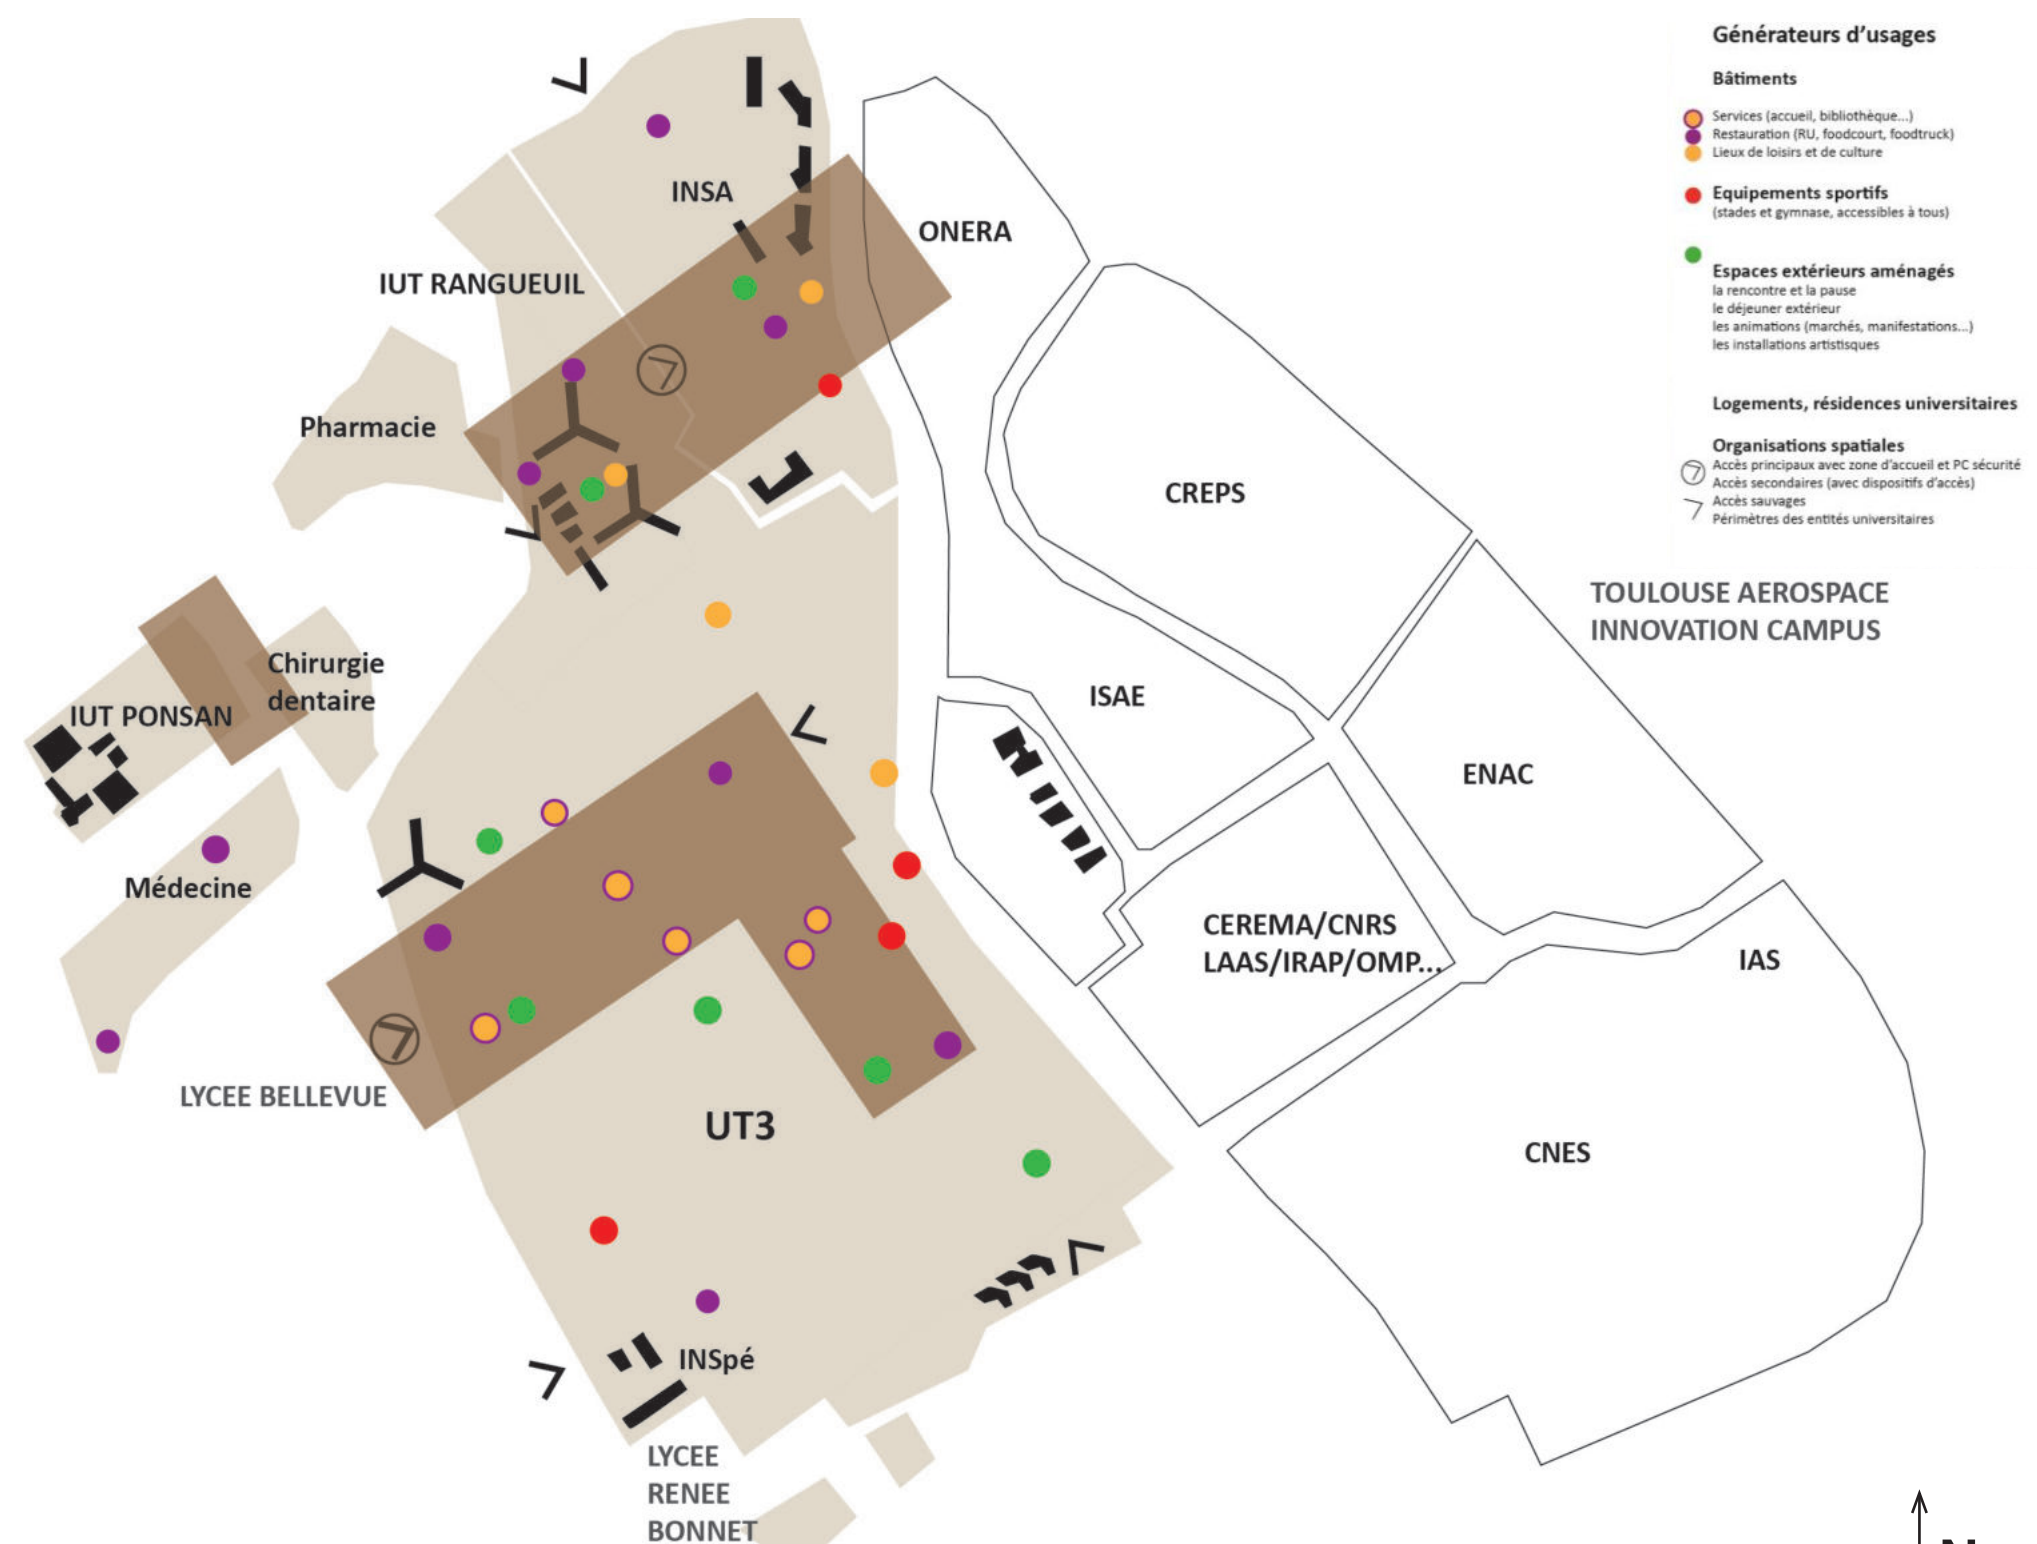 Générateurs d’usages
Bâtiments
Services (accueil, bibliothèque...)
Restauration (RU, foodcourt, foodtruck)
Lieux de loisirs et de culture
Equipements sportifs
(stades et gymnase, accessibles à tous)
Espaces extérieurs aménagés
la rencontre et la pause
le déjeuner extérieur
les animations (marchés, manifestations...)
les installations artistisques
Logements, résidences universitaires
Organisations spatiales
Accès principaux avec zone d’accueil et PC sécurité
Accès secondaires (avec dispositifs d’accès)
Accès sauvages
Périmètres des entités universitaires
INSA
ONERA
IUT RANGUEUIL
Pharmacie
CREPS
TOULOUSE AEROSPACE
INNOVATION CAMPUS
Chirurgie
dentaire
IUT PONSAN
ISAE
ENAC
Médecine
CEREMA/CNRS
LAAS/IRAP/OMP...
IAS
LYCEE BELLEVUE
UT3
CNES
INSpé
LYCEE
RENEE
BONNET